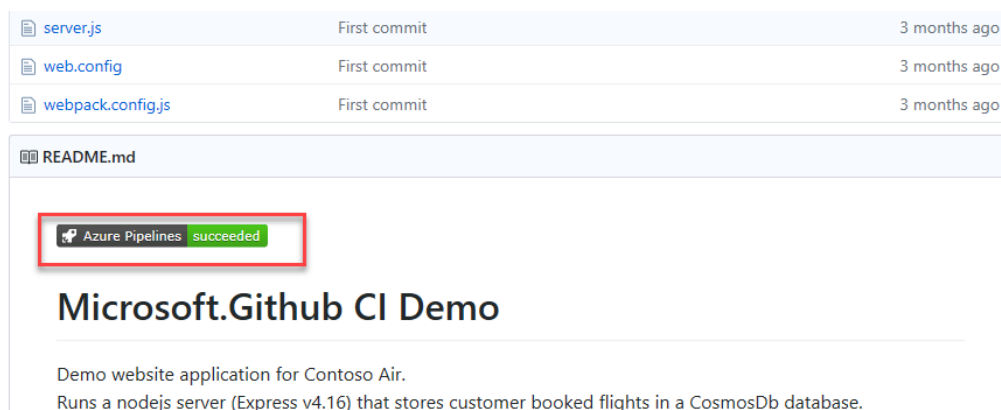 server.js First commit 3 months ago
web.config First commit 3 months ago
webpack.config.js First commit 3 months ago
README.md
Azure Pipelines succeeded
Microsoft.Github CI Demo
Demo website application for Contoso Air.
Runs a nodejs server (Express v4.16) that stores customer booked flights in a CosmosDb database.